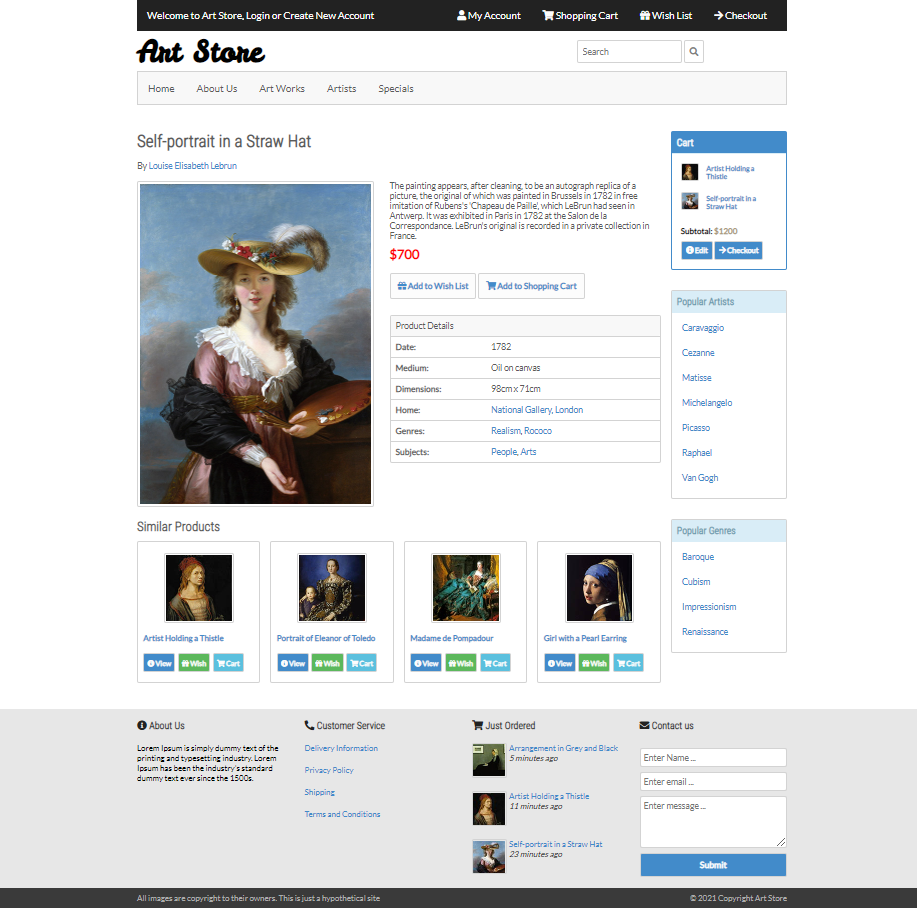 Welcome to Art Store, Login or Create New Account
My Account
Shopping Cart
Wish List
Checkout
Art Store
Search
Home
About Us
Art Works
Artists
Specials
Self-portrait in a Straw Hat
By Louise Elisabeth Lebrun
The painting appears, after cleaning, to be an autograph replica of a
picture, the original of which was painted in Brussels in 1782 in free
imitation of Rubens's 'Chapeau de Paille', which LeBrun had seen in
Antwerp. It was exhibited in Paris in 1782 at the Salon de la
Correspondance. LeBrun's original is recorded in a private collection in
France.
$700
Add to Wish List
Add to Shopping Cart
Product Details
Date: 1782
Medium: Oil on canvas
Dimensions: 98cm x 71cm
Home: National Gallery, London
Genres: Realism, Rococo
Subjects: People, Arts
Similar Products
Artist Holding a Thistle
View
Wish
Cart
Portrait of Eleanor of Toledo
View
Wish
Cart
Madame de Pompadour
View
Wish
Cart
Girl with a Pearl Earring
View
Wish
Cart
Cart
Artist Holding a
Thistle
Self-portrait in a
Straw Hat
Subtotal: $1200
Edit
Checkout
Popular Artists
Caravaggio
Cezanne
Matisse
Michelangelo
Picasso
Raphael
Van Gogh
Popular Genres
Baroque
Cubism
Impressionism
Renaissance
About Us
Lorem Ipsum is simply dummy text of the
printing and typesetting industry. Lorem
Ipsum has been the industry's standard
dummy text ever since the 1500s.
Customer Service
Delivery Information
Privacy Policy
Shipping
Terms and Conditions
Just Ordered
Arrangement in Grey and Black
5 minutes ago
Artist Holding a Thistle
11 minutes ago
Self-portrait in a Straw Hat
23 minutes ago
Contact us
Enter Name ...
Enter email ...
Enter message ...
Submit
All images are copyright to their owners. This is just a hypothetical site
© 2021 Copyright Art Store